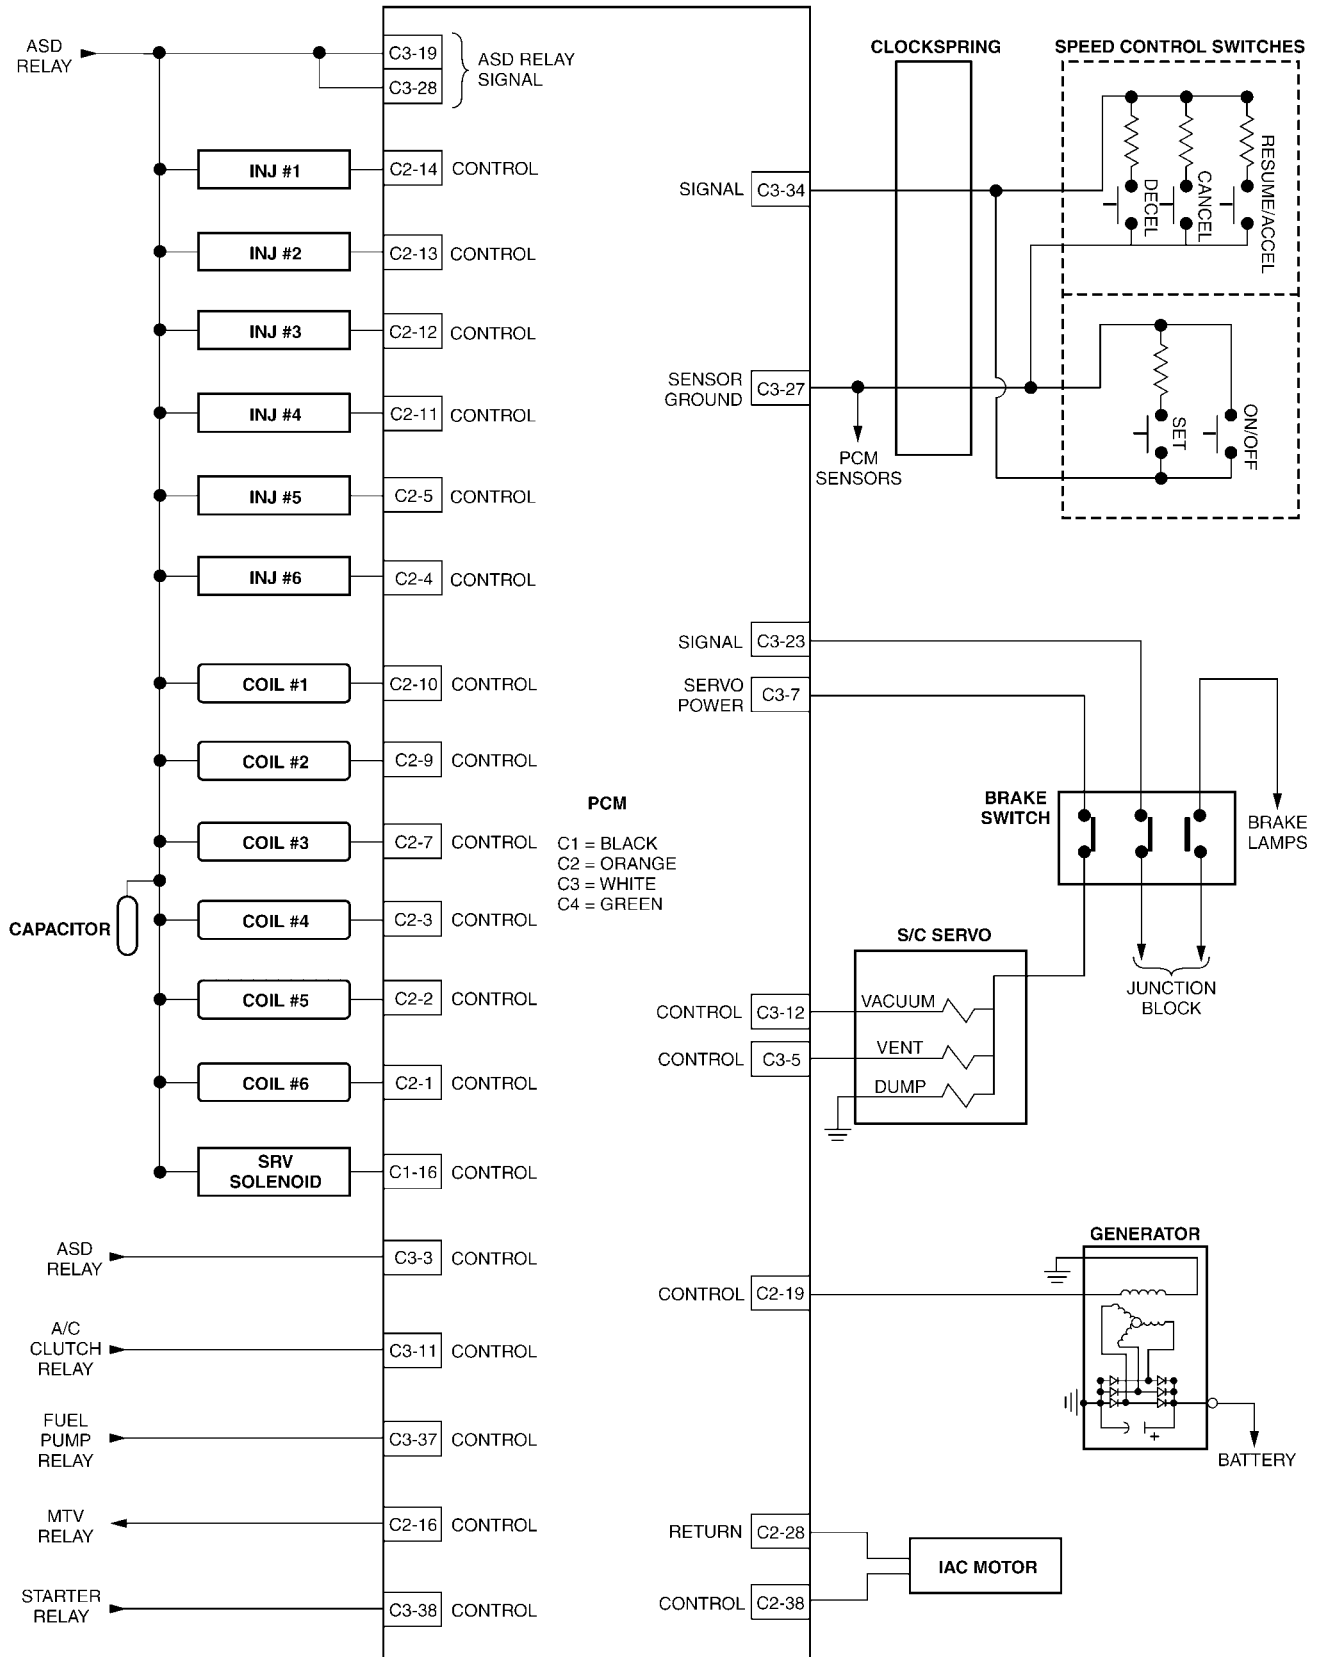 ASD
RELAY
C3-19
C3-28
ASD RELAY
SIGNAL
INJ #1
C2-14
CONTROL
INJ #2
C2-13
CONTROL
INJ #3
C2-12
CONTROL
INJ #4
C2-11
CONTROL
INJ #5
C2-5
CONTROL
INJ #6
C2-4
CONTROL
COIL #1
C2-10
CONTROL
COIL #2
C2-9
CONTROL
COIL #3
C2-7
CONTROL
CAPACITOR
COIL #4
C2-3
CONTROL
COIL #5
C2-2
CONTROL
COIL #6
C2-1
CONTROL
SRV
SOLENOID
C1-16
CONTROL
ASD
RELAY
C3-3
CONTROL
A/C
CLUTCH
RELAY
C3-11
CONTROL
FUEL
PUMP
RELAY
C3-37
CONTROL
MTV
RELAY
C2-16
CONTROL
STARTER
RELAY
C3-38
CONTROL
PCM
C1 = BLACK
C2 = ORANGE
C3 = WHITE
C4 = GREEN
CLOCKSPRING
SPEED CONTROL SWITCHES
SIGNAL
C3-34
DECEL
CANCEL
RESUME/ACCEL
SENSOR
GROUND
C3-27
PCM
SENSORS
SET
ON/OFF
SIGNAL
C3-23
SERVO
POWER
C3-7
BRAKE
SWITCH
BRAKE
LAMPS
JUNCTION
BLOCK
S/C SERVO
CONTROL
C3-12
VACUUM
CONTROL
C3-5
VENT
DUMP
GENERATOR
CONTROL
C2-19
+
BATTERY
RETURN
C2-28
IAC MOTOR
CONTROL
C2-38